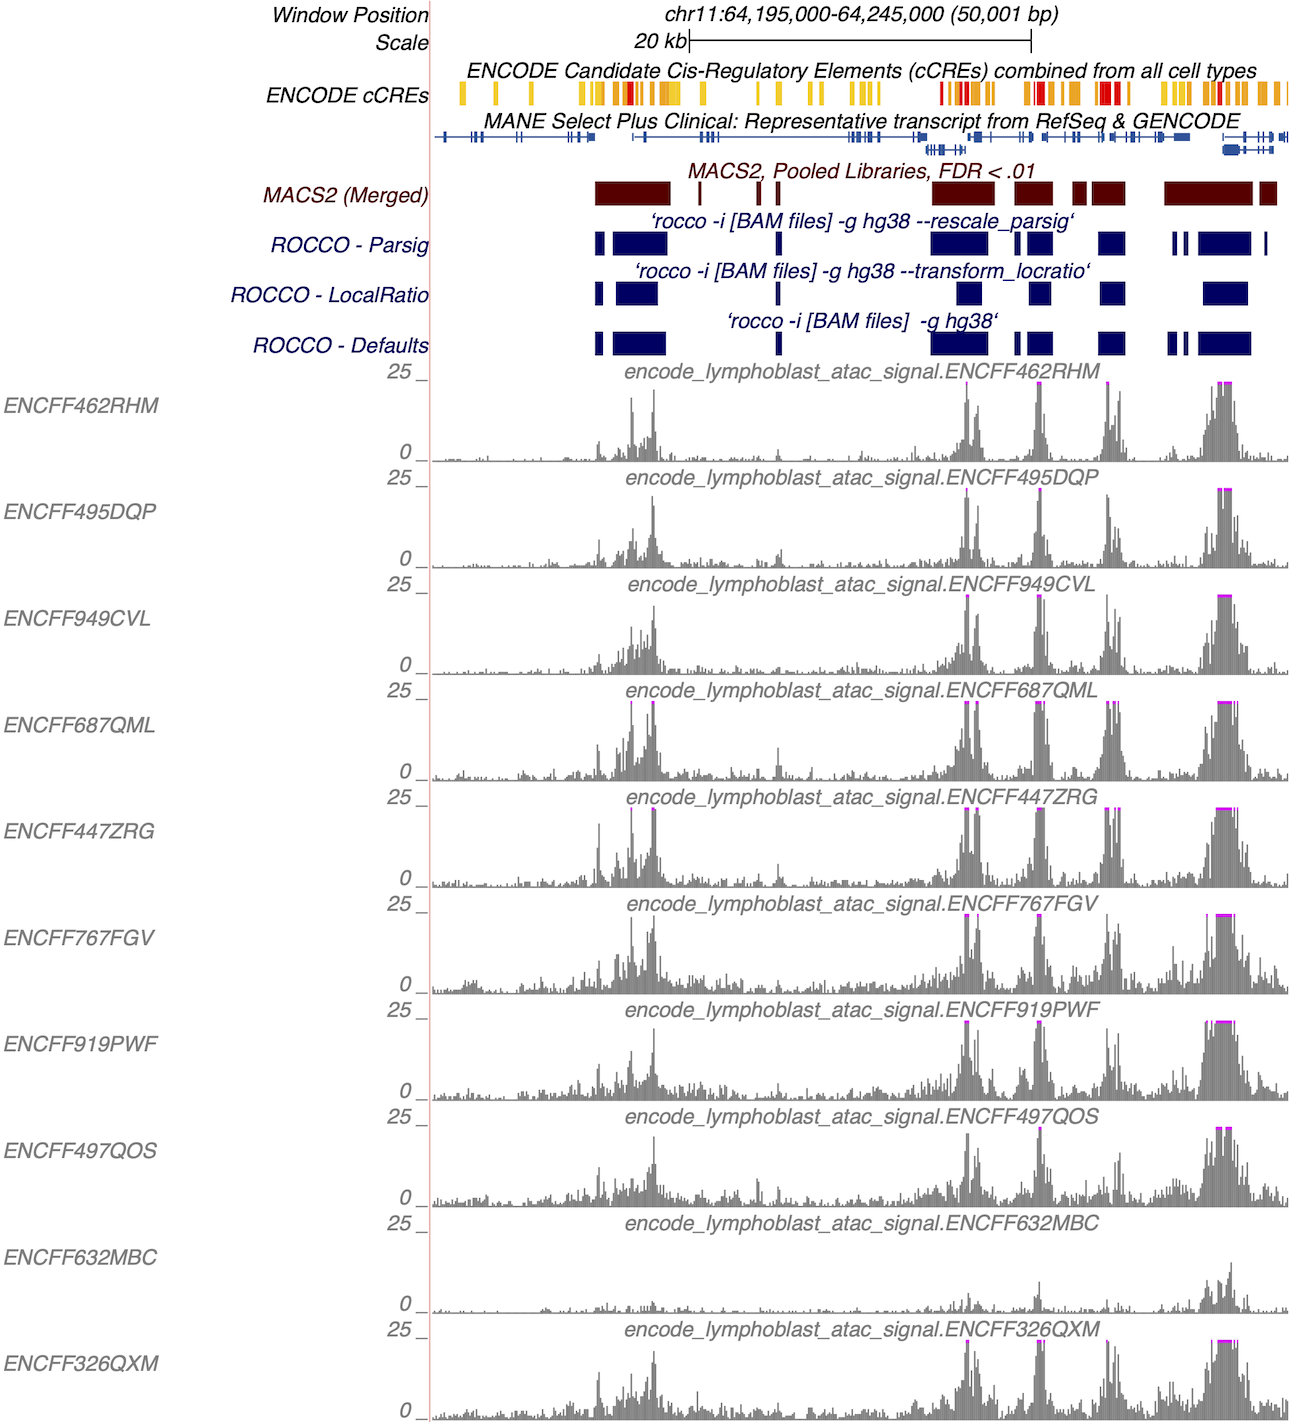 Window Position chr11:64,195,000-64,245,000 (50,001 bp)
Scale 20 kb
ENCODE Candidate Cis-Regulatory Elements (cCREs) combined from all cell types
ENCODE cCREs
MANE Select Plus Clinical: Representative transcript from RefSeq & GENCODE
MACS2, Pooled Libraries, FDR < .01
MACS2 (Merged)
‘rocco -i [BAM files] -g hg38 --rescale_parsig‘
ROCCO - Parsig
‘rocco -i [BAM files] -g hg38 --transform_locratio‘
ROCCO - LocalRatio
‘rocco -i [BAM files]  -g hg38‘
ROCCO - Defaults
25 encode_lymphoblast_atac_signal.ENCFF462RHM
ENCFF462RHM
0
25 encode_lymphoblast_atac_signal.ENCFF495DQP
ENCFF495DQP
0
25 encode_lymphoblast_atac_signal.ENCFF949CVL
ENCFF949CVL
0
25 encode_lymphoblast_atac_signal.ENCFF687QML
ENCFF687QML
0
25 encode_lymphoblast_atac_signal.ENCFF447ZRG
ENCFF447ZRG
0
25 encode_lymphoblast_atac_signal.ENCFF767FGV
ENCFF767FGV
0
25 encode_lymphoblast_atac_signal.ENCFF919PWF
ENCFF919PWF
0
25 encode_lymphoblast_atac_signal.ENCFF497QOS
ENCFF497QOS
0
25 encode_lymphoblast_atac_signal.ENCFF632MBC
ENCFF632MBC
0
25 encode_lymphoblast_atac_signal.ENCFF326QXM
ENCFF326QXM
0